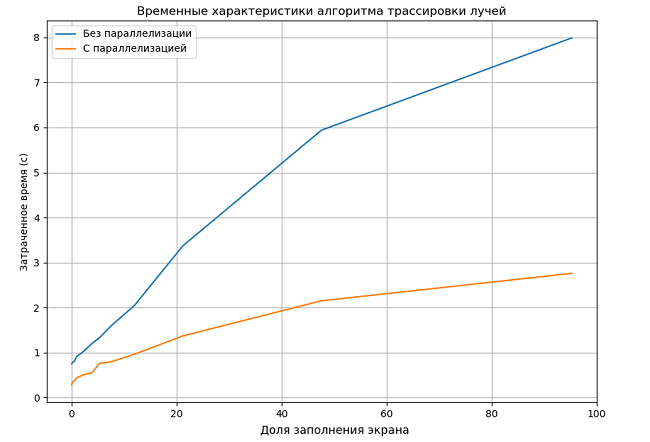 Временные характеристики алгоритма трассировки лучей
Без параллелизации
С параллелизацией
Затраченное время (с)
8
7
6
5
4
3
2
1
0
0 20 40 60 80 100
Доля заполнения экрана